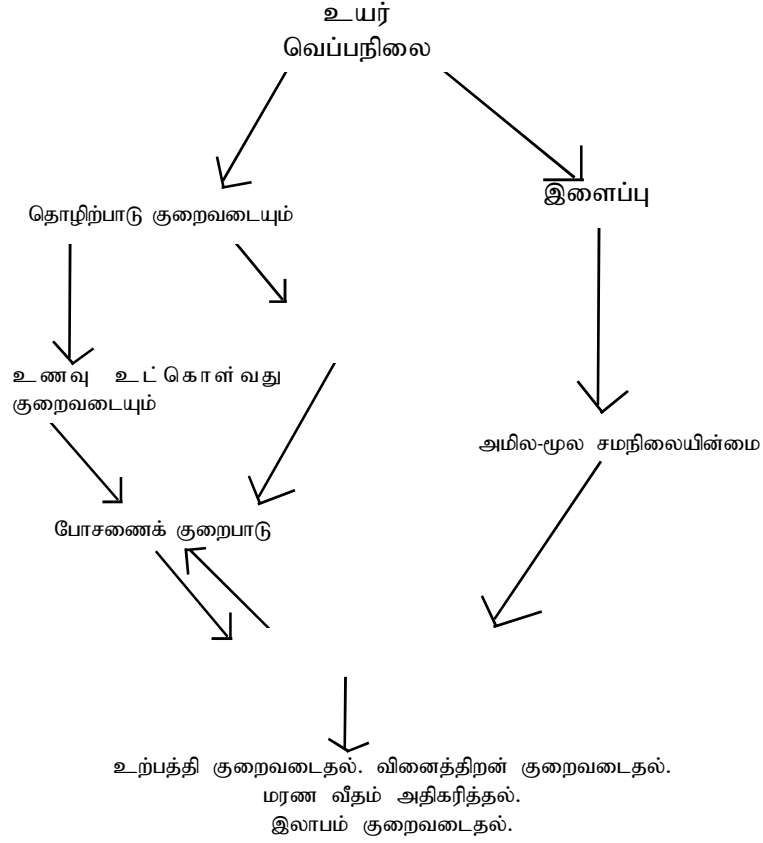 உயர்
வெப்பநிலை
இளைப்பு
தொழிற்பாடு குறைவடையும்
உணவு உட்கொள்வது
குறைவடையும்
அமில-மூல சமநிலையின்மை
போசணைக் குறைபாடு
உற்பத்தி குறைவடைதல். வினைத்திறன் குறைவடைதல்.
மரண வீதம் அதிகரித்தல்.
இலாபம் குறைவடைதல்.